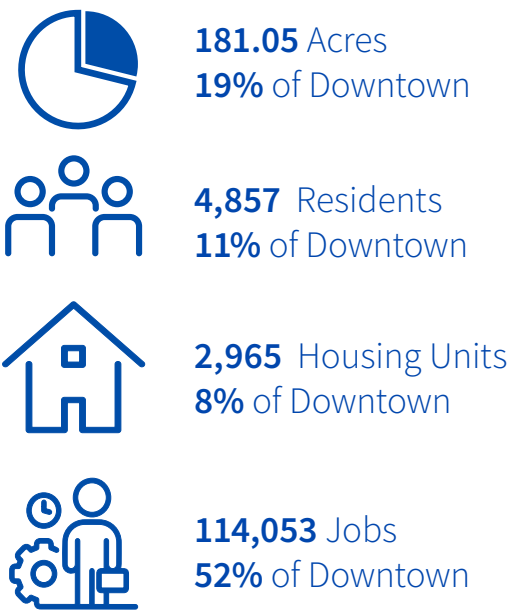 181.05 Acres
19% of Downtown
4,857 Residents
11% of Downtown
2,965 Housing Units
8% of Downtown
114,053 Jobs
52% of Downtown